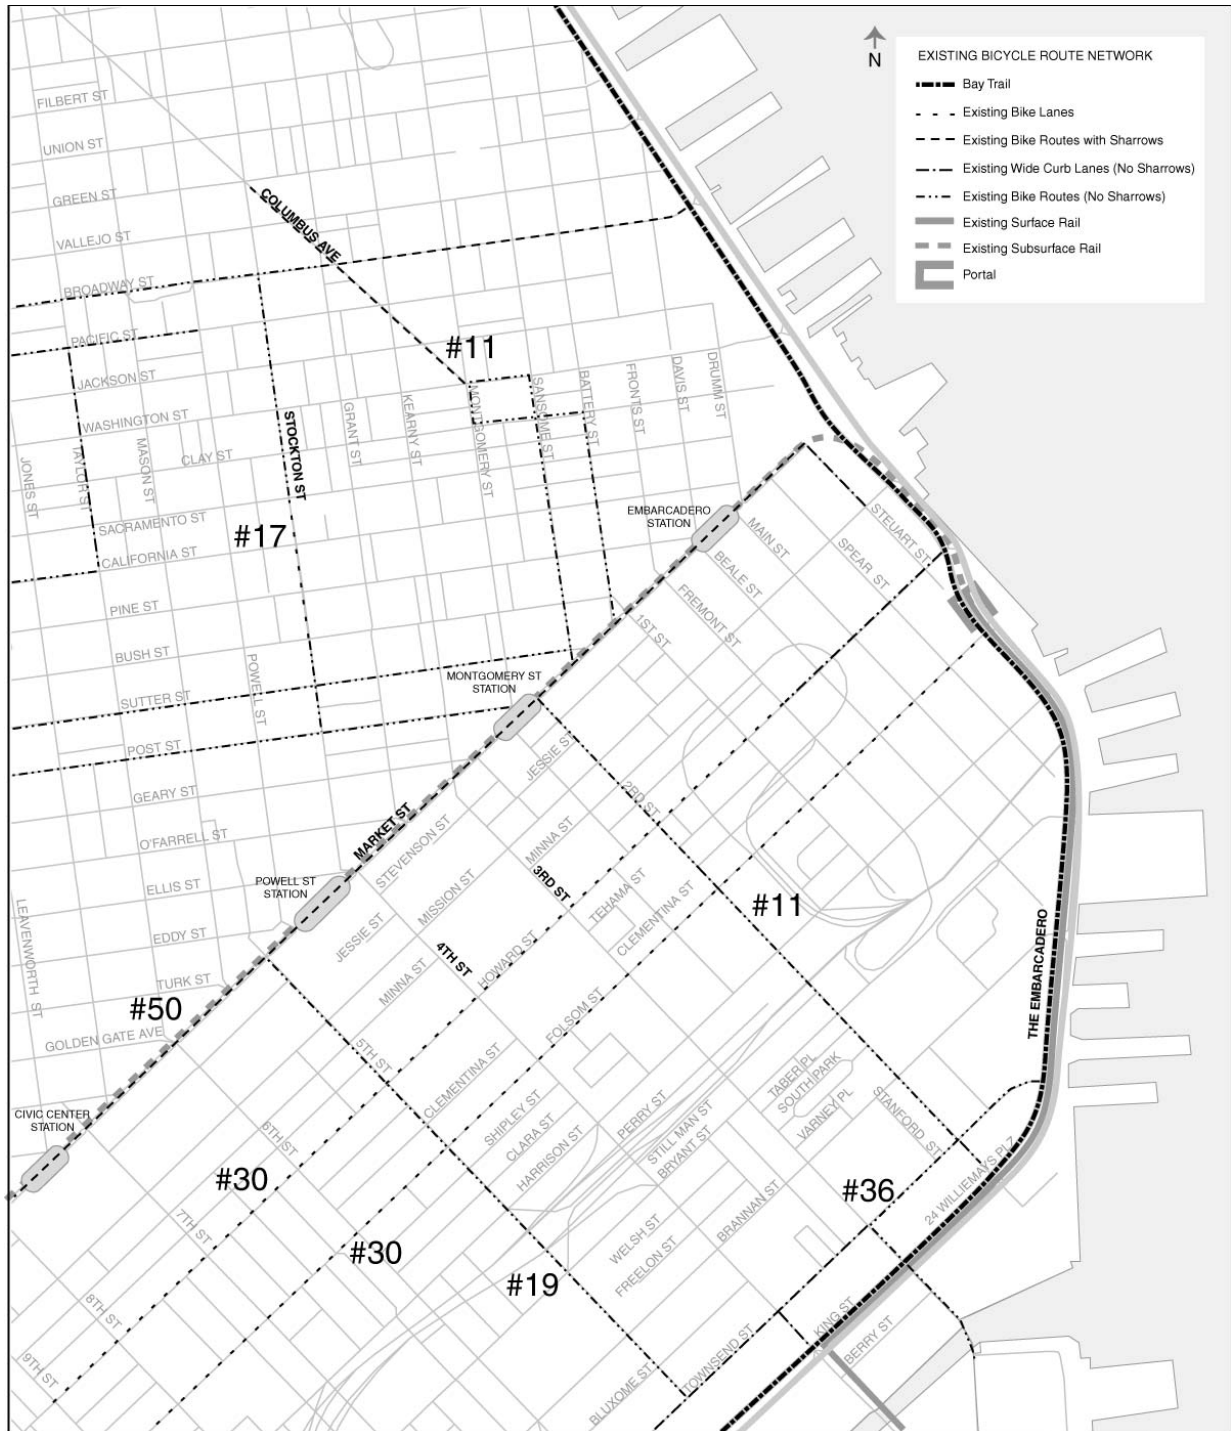 N
EXISTING BICYCLE ROUTE NETWORK
Bay Trail
Existing Bike Lanes
Existing Bike Routes with Sharrows
Existing Wide Curb Lanes (No Sharrows)
Existing Bike Routes (No Sharrows)
Existing Surface Rail
Existing Subsurface Rail
Portal
FILBERT ST
UNION ST
GREEN ST
COLUMBUS AVE
VALLEJO ST
BROADWAY ST
PACIFIC ST
#11
JACKSON ST
WASHINGTON ST
CLAY ST
JONES ST
TAYLOR ST
MASON ST
STOCKTON ST
GRANT ST
KEARNY ST
MONTGOMERY ST
SANSOME ST
BATTERY ST
FRONTS ST
DAVIS ST
DRUMM ST
SACRAMENTO ST
#17
CALIFORNIA ST
EMBARCADERO
STATION
MAIN ST
STEUART ST
SPEAR ST
BEALE ST
FREMONT ST
1ST ST
PINE ST
BUSH ST
POWELL ST
SUTTER ST
MONTGOMERY ST
STATION
POST ST
JESSIE ST
GEARY ST
2RD ST
O'FARRELL ST
MARKET ST
STEVENSON ST
MINNA ST
3RD ST
ELLIS ST
POWELL ST
STATION
MISSION ST
TEHAMA ST
CLEMENTINA ST
#11
LEAVENWORTH ST
EDDY ST
JESSIE ST
4TH ST
HOWARD ST
THE EMBARCADERO
TURK ST
MINNA ST
#50
GOLDEN GATE AVE
FOLSOM ST
5TH ST
CLEMENTINA ST
TABER PL
SOUTH PARK
VARNEY PL
STANFORD ST
CIVIC CENTER
STATION
6TH ST
SHIPLEY ST
CLARA ST
HARRISON ST
PERRY ST
STILL MAN ST
BRYANT ST
#30
#36
24 WILLIEMAYS PLZ
7TH ST
BRANNAN ST
WELSH ST
FREELON ST
#30
#19
8TH ST
KING ST
BERRY ST
9TH ST
TOWNSEND ST
BLUXOME ST